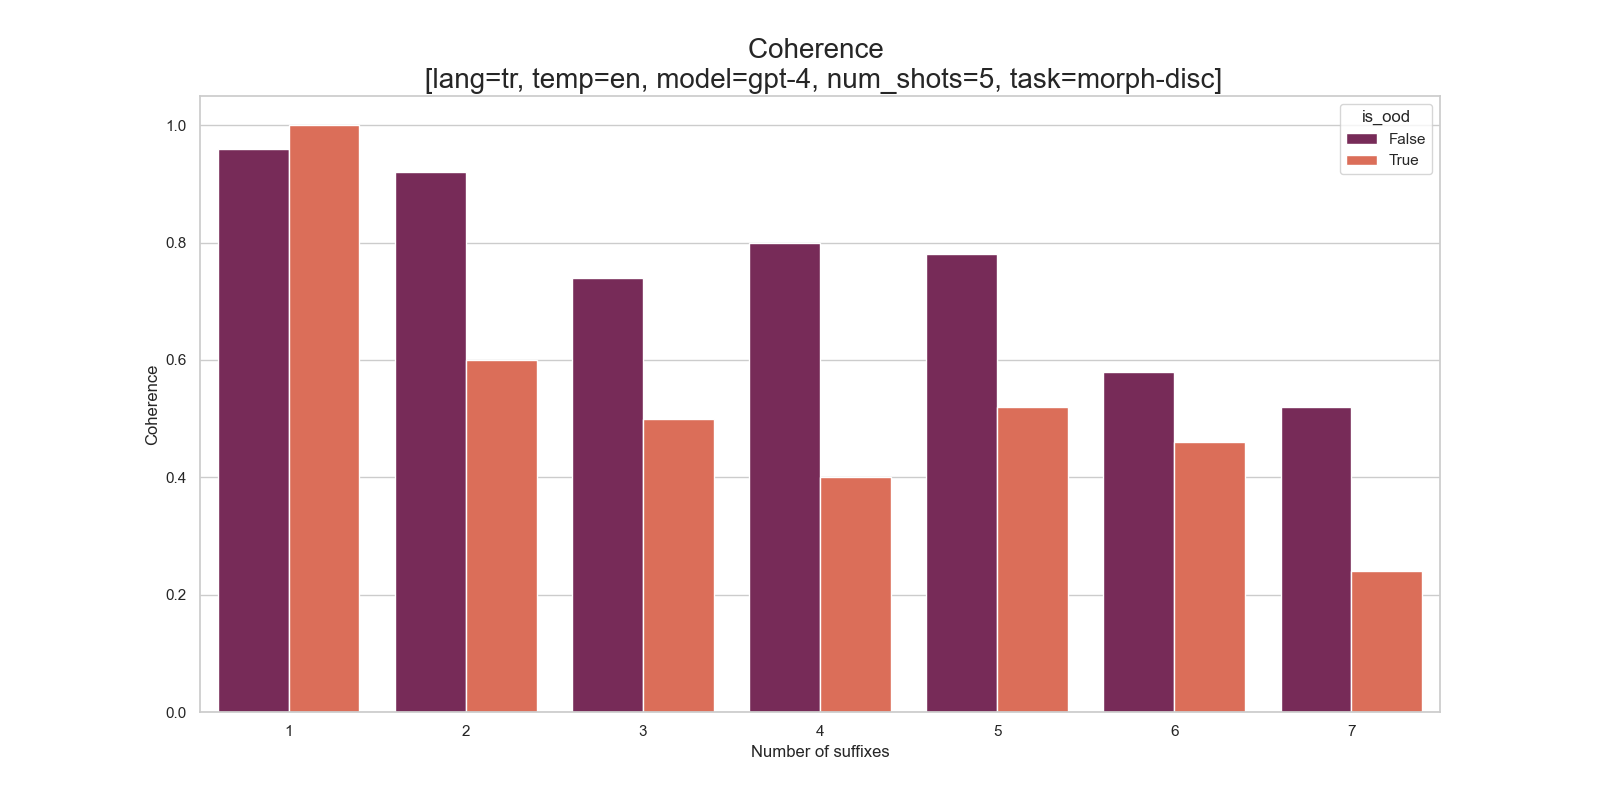 Coherence
[lang=tr, temp=en, model=gpt-4, num_shots=5, task=morph-disc]
is_ood
False
True
1.0
0.8
0.6
0.4
0.2
0.0
Coherence
1 2 3 4 5 6 7
Number of suffixes